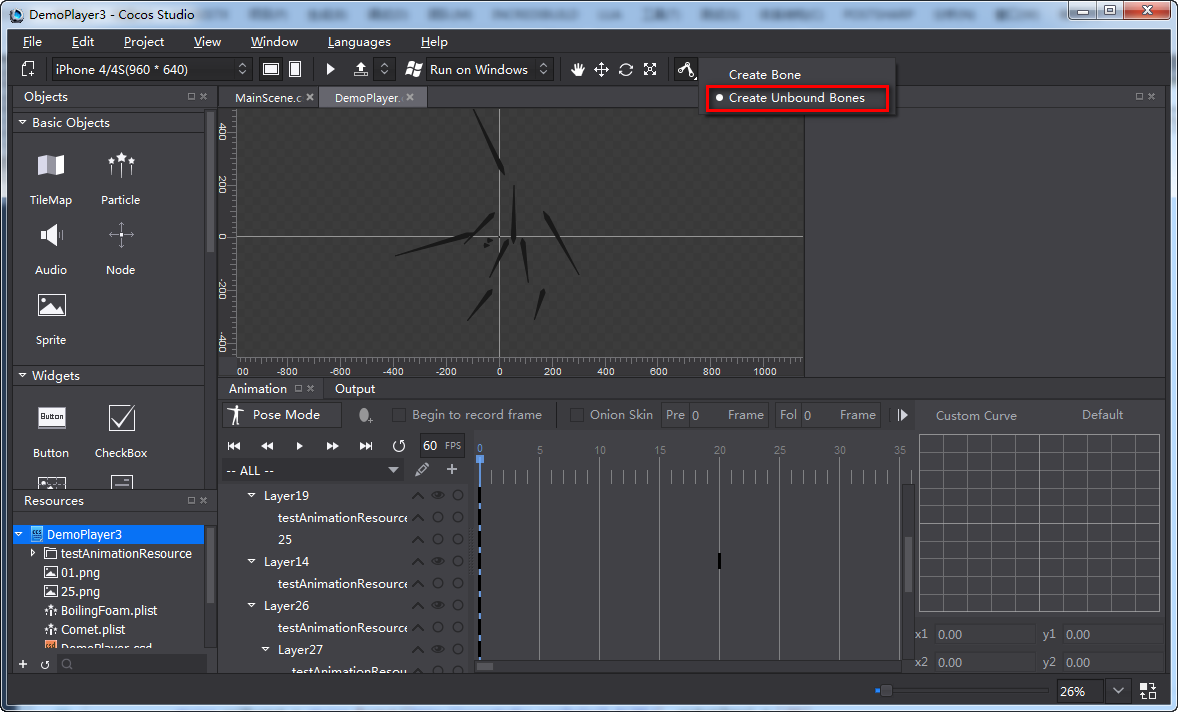 DemoPlayer3 - Cocos Studio
File Edit Project View Window Languages Help
iPhone 4/4S(960 * 640) Run on Windows
Create Bone
Create Unbound Bones
Objects
MainScene.c DemoPlayer.
Basic Objects
TileMap Particle
Audio Node
Sprite
Widgets
Button
Button CheckBox
400
200
0
-200
-400
00 -800 -600 -400 -200 0 200 400 600 800 1000
Animation Output
Pose Mode Begin to record frame Onion Skin Pre 0 Frame Fol 0 Frame Custom Curve Default
60 FPS
0 5 10 15 20 25 30 35
-- ALL --
Layer19
testAnimationResource
25
Layer14
testAnimationResource
Layer26
testAnimationResource
Layer27
testAnimationResou
Resources
DemoPlayer3
testAnimationResource
01.png
25.png
BoilingFoam.plist
Comet.plist
DemoPlayer.csd
x1 0.00 y1 0.00
x2 0.00 y2 0.00
26%